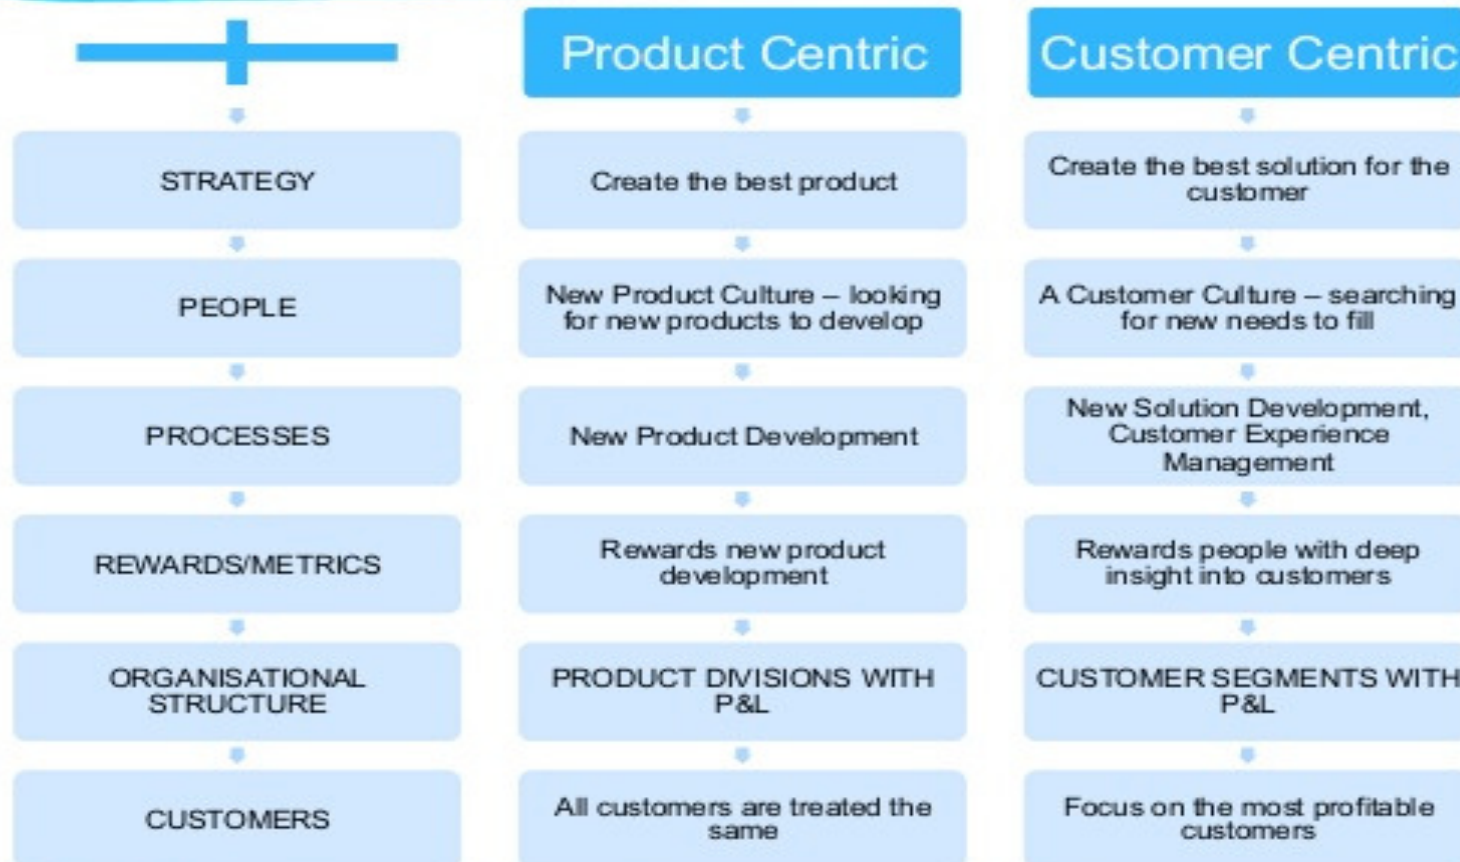 Product Centric
Customer Centric
STRATEGY
Create the best product
Create the best solution for the
customer
PEOPLE
New Product Culture – looking
for new products to develop
A Customer Culture – searching
for new needs to fill
PROCESSES
New Product Development
New Solution Development,
Customer Experience
Management
REWARDS/METRICS
Rewards new product
development
Rewards people with deep
insight into customers
ORGANISATIONAL
STRUCTURE
PRODUCT DIVISIONS WITH
P&L
CUSTOMER SEGMENTS WITH
P&L
CUSTOMERS
All customers are treated the
same
Focus on the most profitable
customers